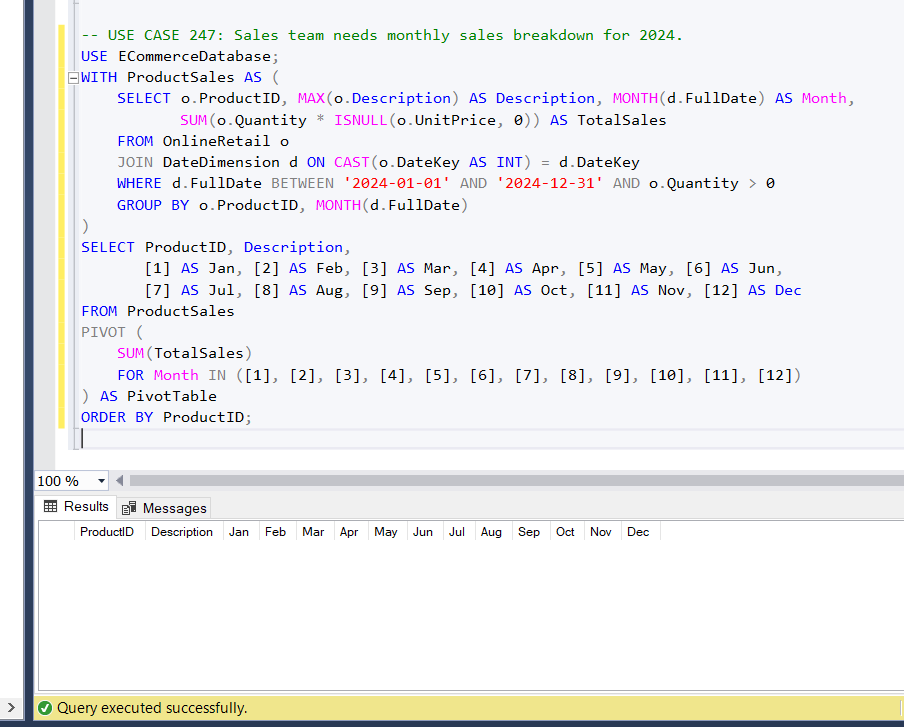 -- USE CASE 247: Sales team needs monthly sales breakdown for 2024.
USE ECommerceDatabase;
WITH ProductSales AS (
    SELECT o.ProductID, MAX(o.Description) AS Description, MONTH(d.FullDate) AS Month,
           SUM(o.Quantity * ISNULL(o.UnitPrice, 0)) AS TotalSales
    FROM OnlineRetail o
    JOIN DateDimension d ON CAST(o.DateKey AS INT) = d.DateKey
    WHERE d.FullDate BETWEEN '2024-01-01' AND '2024-12-31' AND o.Quantity > 0
    GROUP BY o.ProductID, MONTH(d.FullDate)
)
SELECT ProductID, Description,
       [1] AS Jan, [2] AS Feb, [3] AS Mar, [4] AS Apr, [5] AS May, [6] AS Jun,
       [7] AS Jul, [8] AS Aug, [9] AS Sep, [10] AS Oct, [11] AS Nov, [12] AS Dec
FROM ProductSales
PIVOT (
    SUM(TotalSales)
    FOR Month IN ([1], [2], [3], [4], [5], [6], [7], [8], [9], [10], [11], [12])
) AS PivotTable
ORDER BY ProductID;
100 %
Results Messages
ProductID Description Jan Feb Mar Apr May Jun Jul Aug Sep Oct Nov Dec
Query executed successfully.